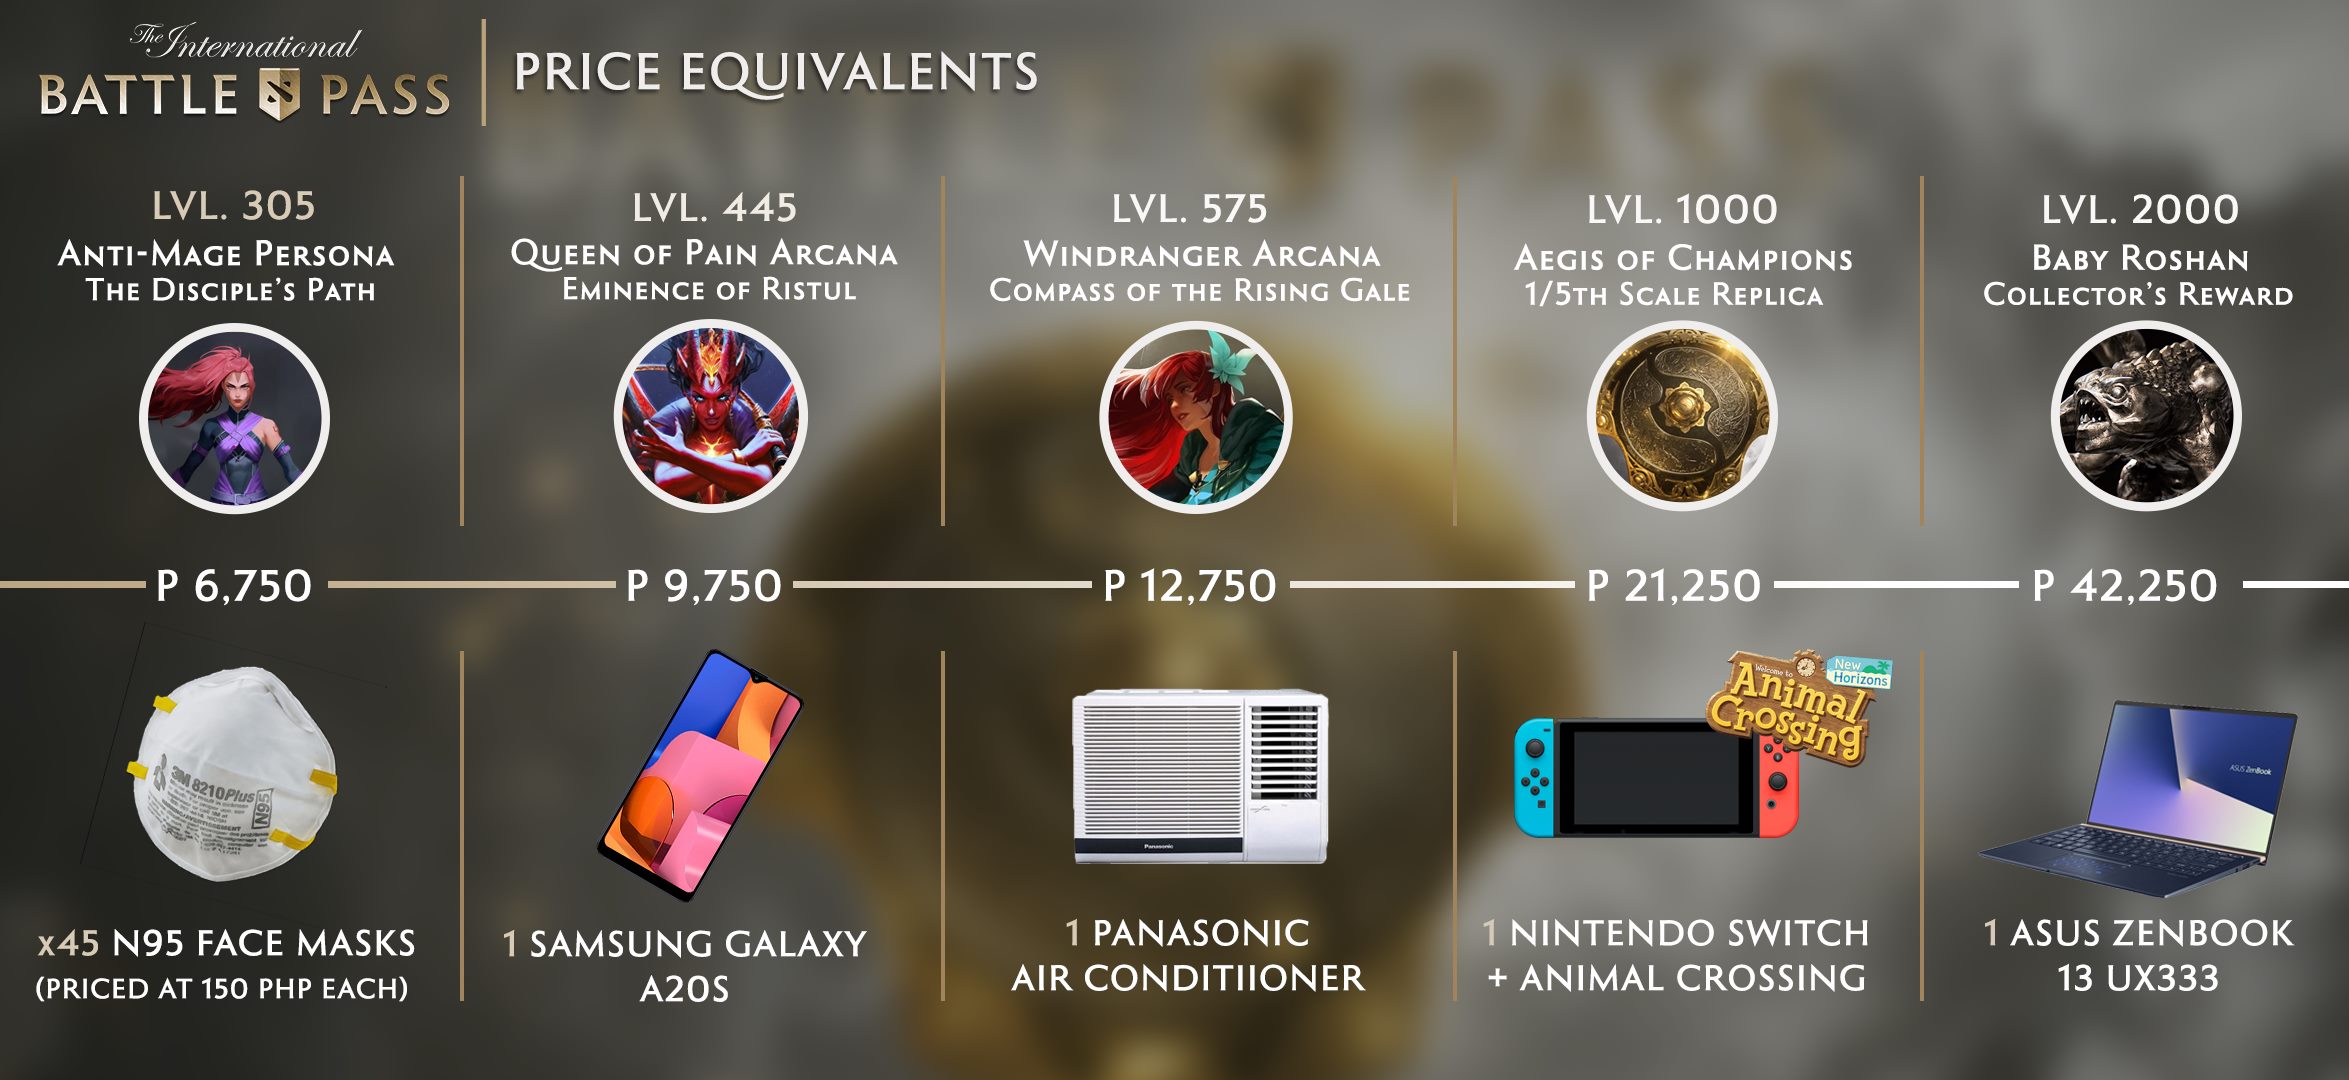 The International
BATTLE PASS
PRICE EQUIVALENTS
LVL. 305
ANTI-MAGE PERSONA
THE DISCIPLE'S PATH
LVL. 445
QUEEN OF PAIN ARCANA
EMINENCE OF RISTUL
LVL. 575
WINDRANGER ARCANA
COMPASS OF THE RISING GALE
LVL. 1000
AEGIS OF CHAMPIONS
1/5TH SCALE REPLICA
LVL. 2000
BABY ROSHAN
COLLECTOR'S REWARD
P 6,750
P 9,750
P 12,750
P 21,250
P 42,250
3M 8210Plus
N95
Panasonic
Welcome to
Animal
Crossing
New
Horizons
ASUS ZenBook
x45 N95 FACE MASKS
(PRICED AT 150 PHP EACH)
1 SAMSUNG GALAXY
A20S
1 PANASONIC
AIR CONDITIIONER
1 NINTENDO SWITCH
+ ANIMAL CROSSING
1 ASUS ZENBOOK
13 UX333